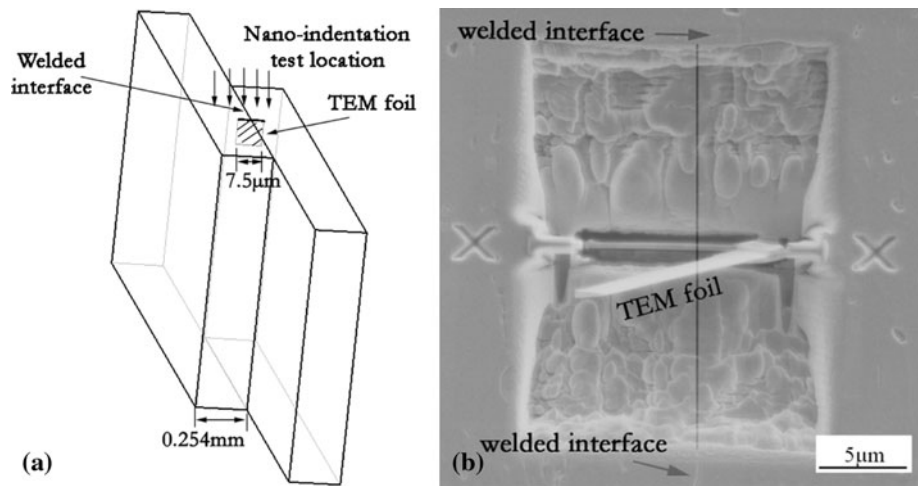 Nano-indentation
test location
Welded
interface
TEM foil
7.5μm
0.254mm
(a)
welded interface
TEM foil
welded interface
5μm
(b)